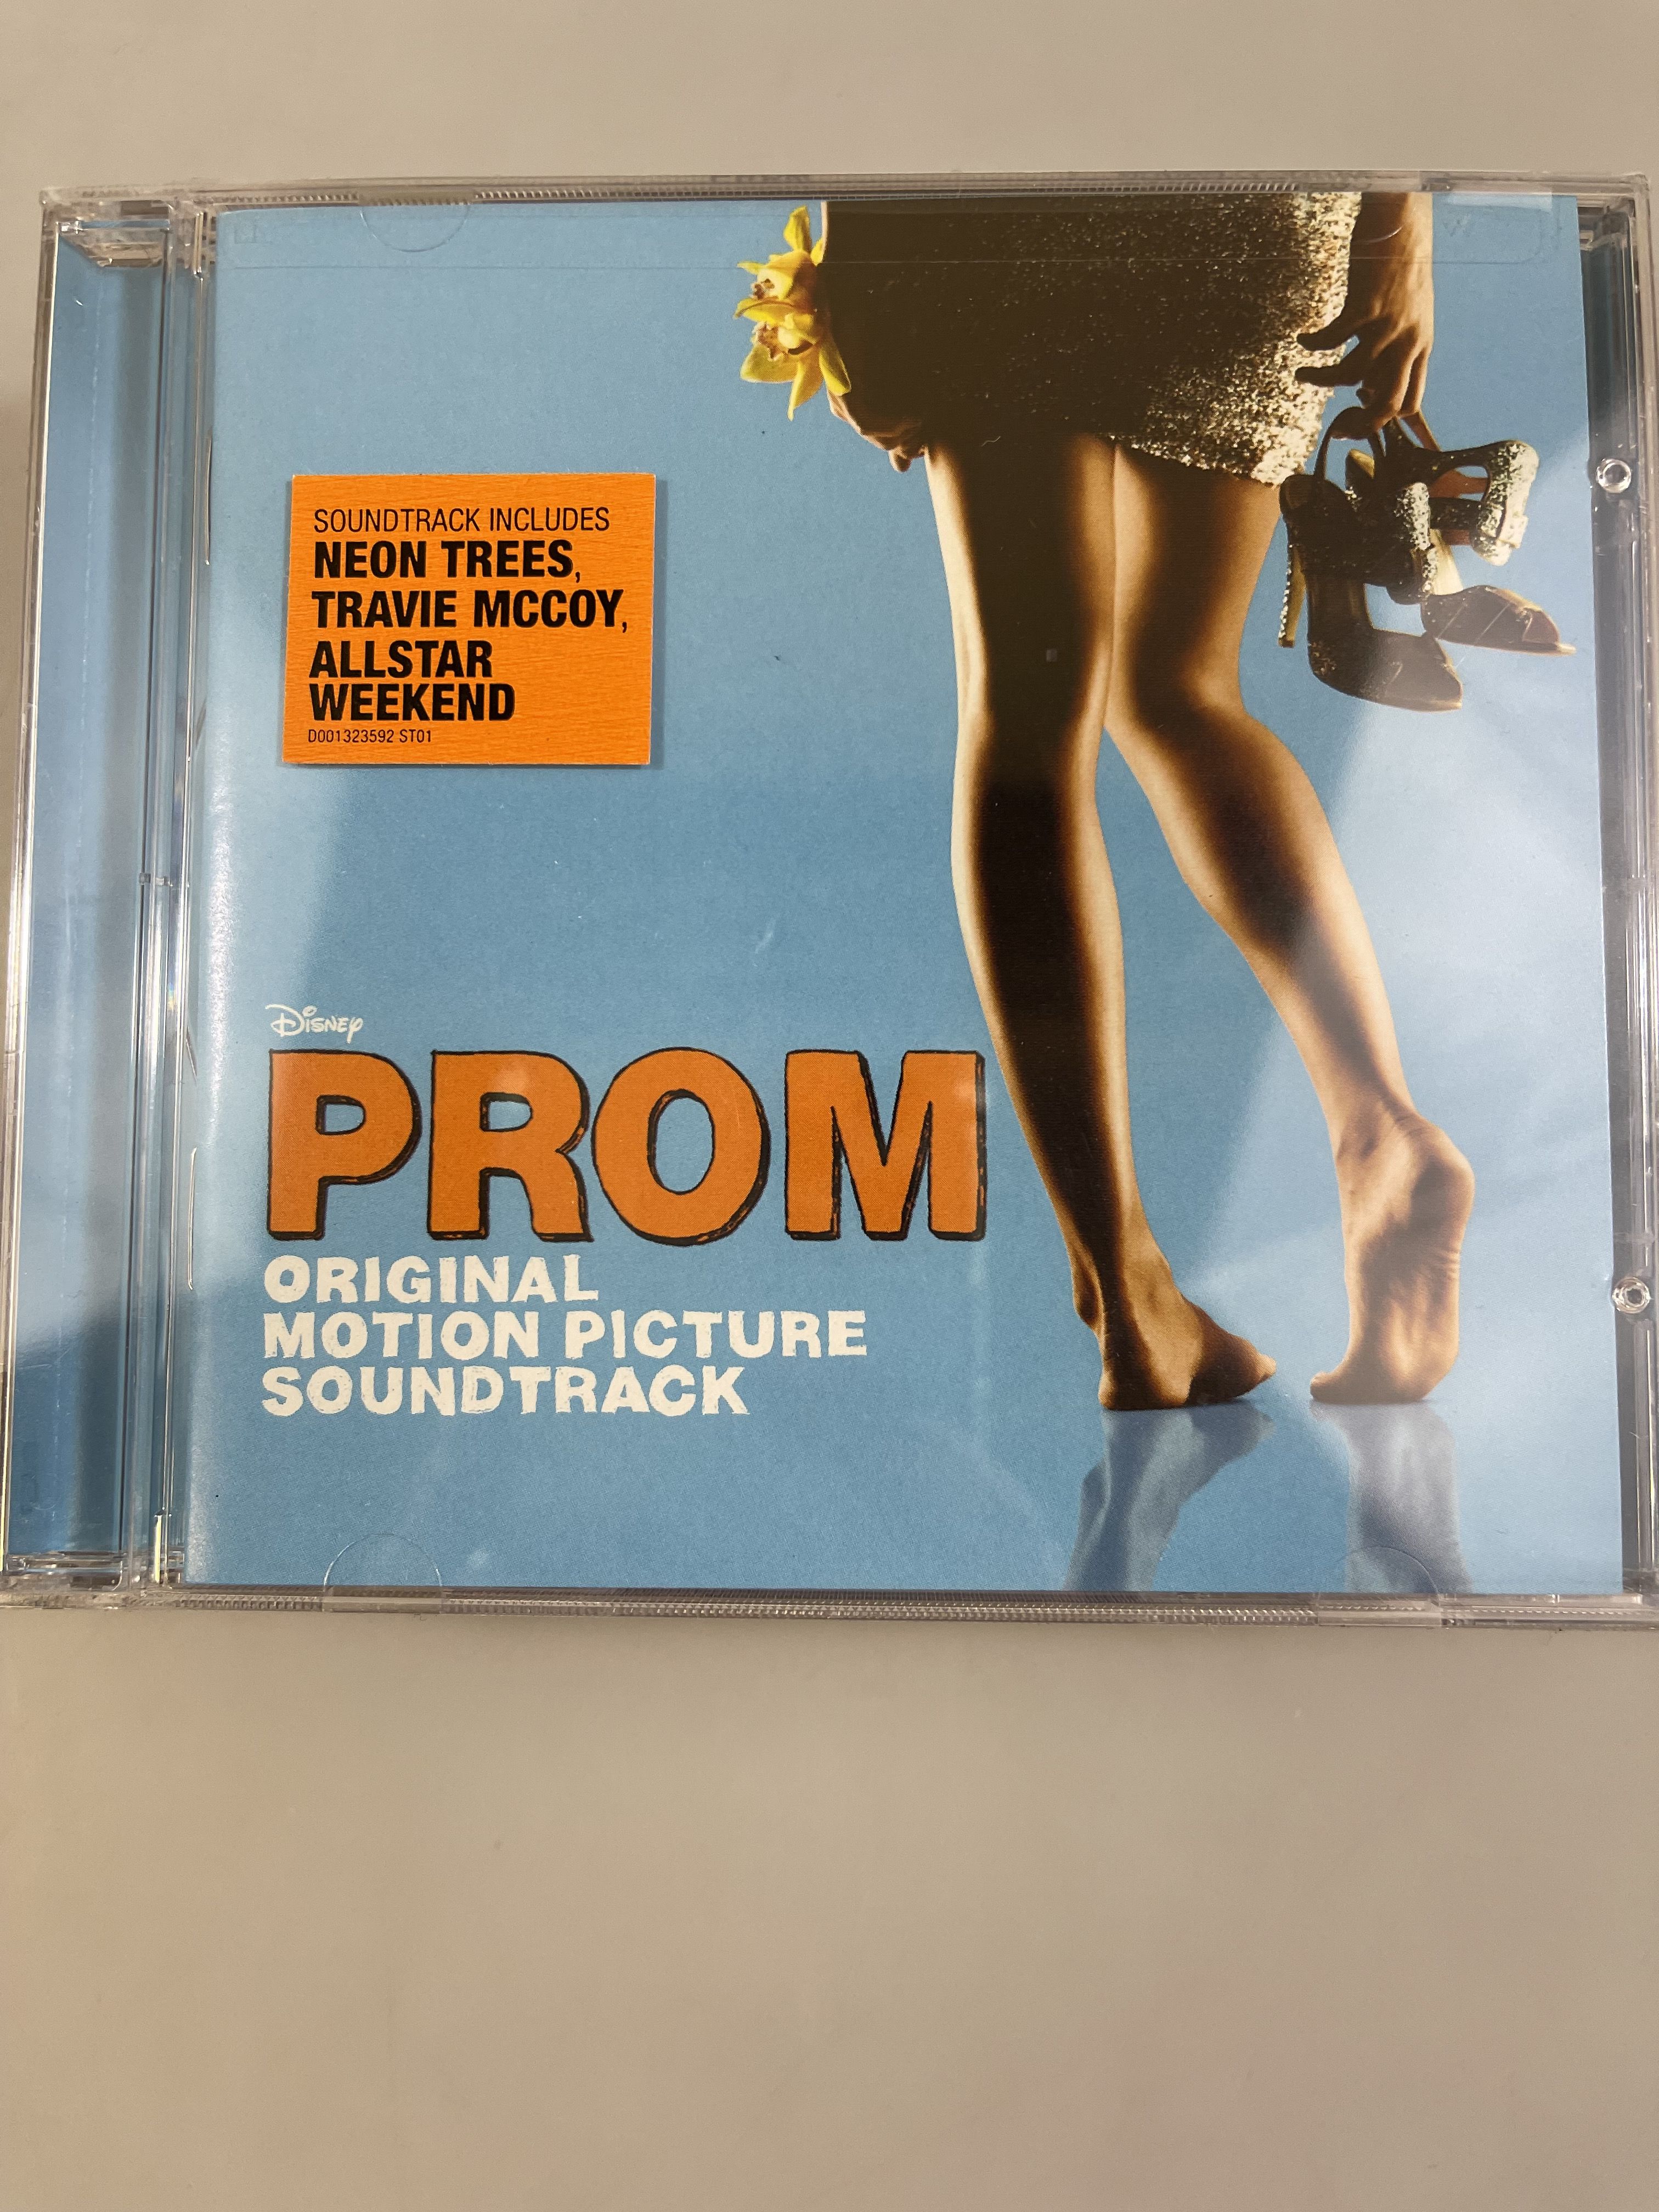 SOUNDTRACK INCLUDES
NEON TREES,
TRAVIE MCCOY,
ALLSTAR
WEEKEND
D001323592 ST01
DISNEY
PROM
ORIGINAL
MOTION PICTURE
SOUNDTRACK